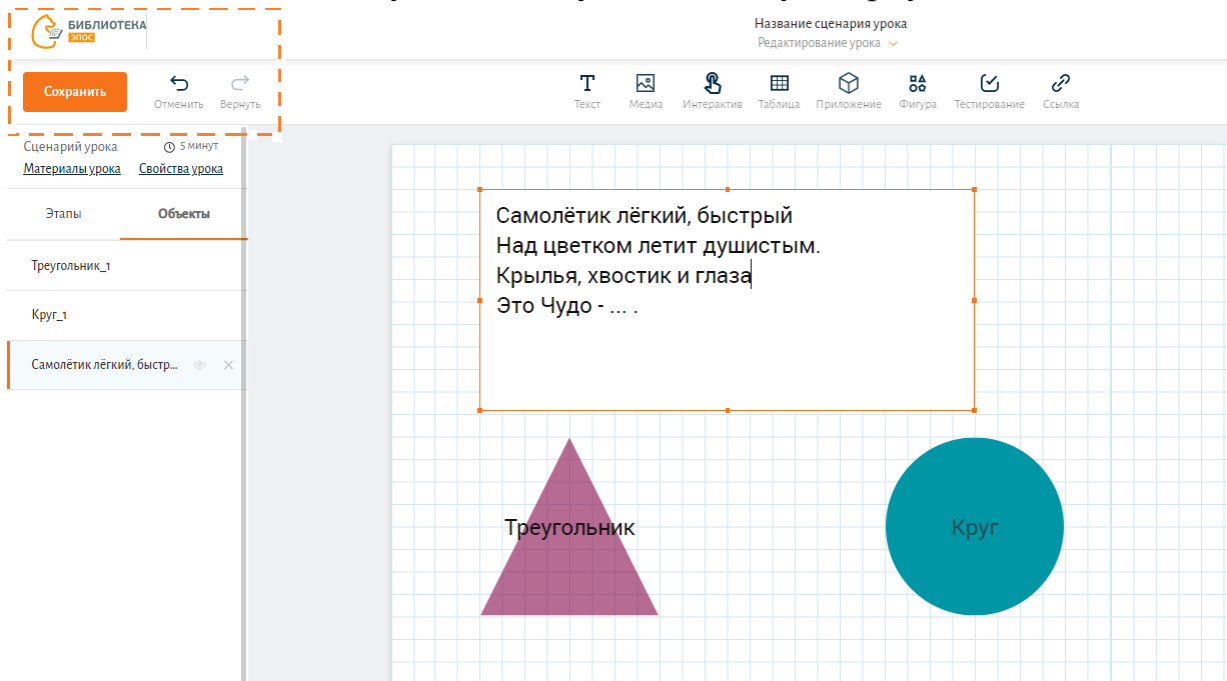 БИБЛИОТЕКА
ЭПОС
Название сценария урока
Редактирование урока
Сохранить
Отменить
Вернуть
Текст
Медиа
Интерактив
Таблица
Приложение
Фигура
Тестирование
Ссылка
Сценарий урока
5 минут
Материалы урока
Свойства урока
Этапы
Объекты
Треугольник_1
Круг_1
Самолётик лёгкий, быстр...
Самолётик лёгкий, быстрый
Над цветком летит душистым.
Крылья, хвостик и глаза
Это Чудо - ... .
Треугольник
Круг